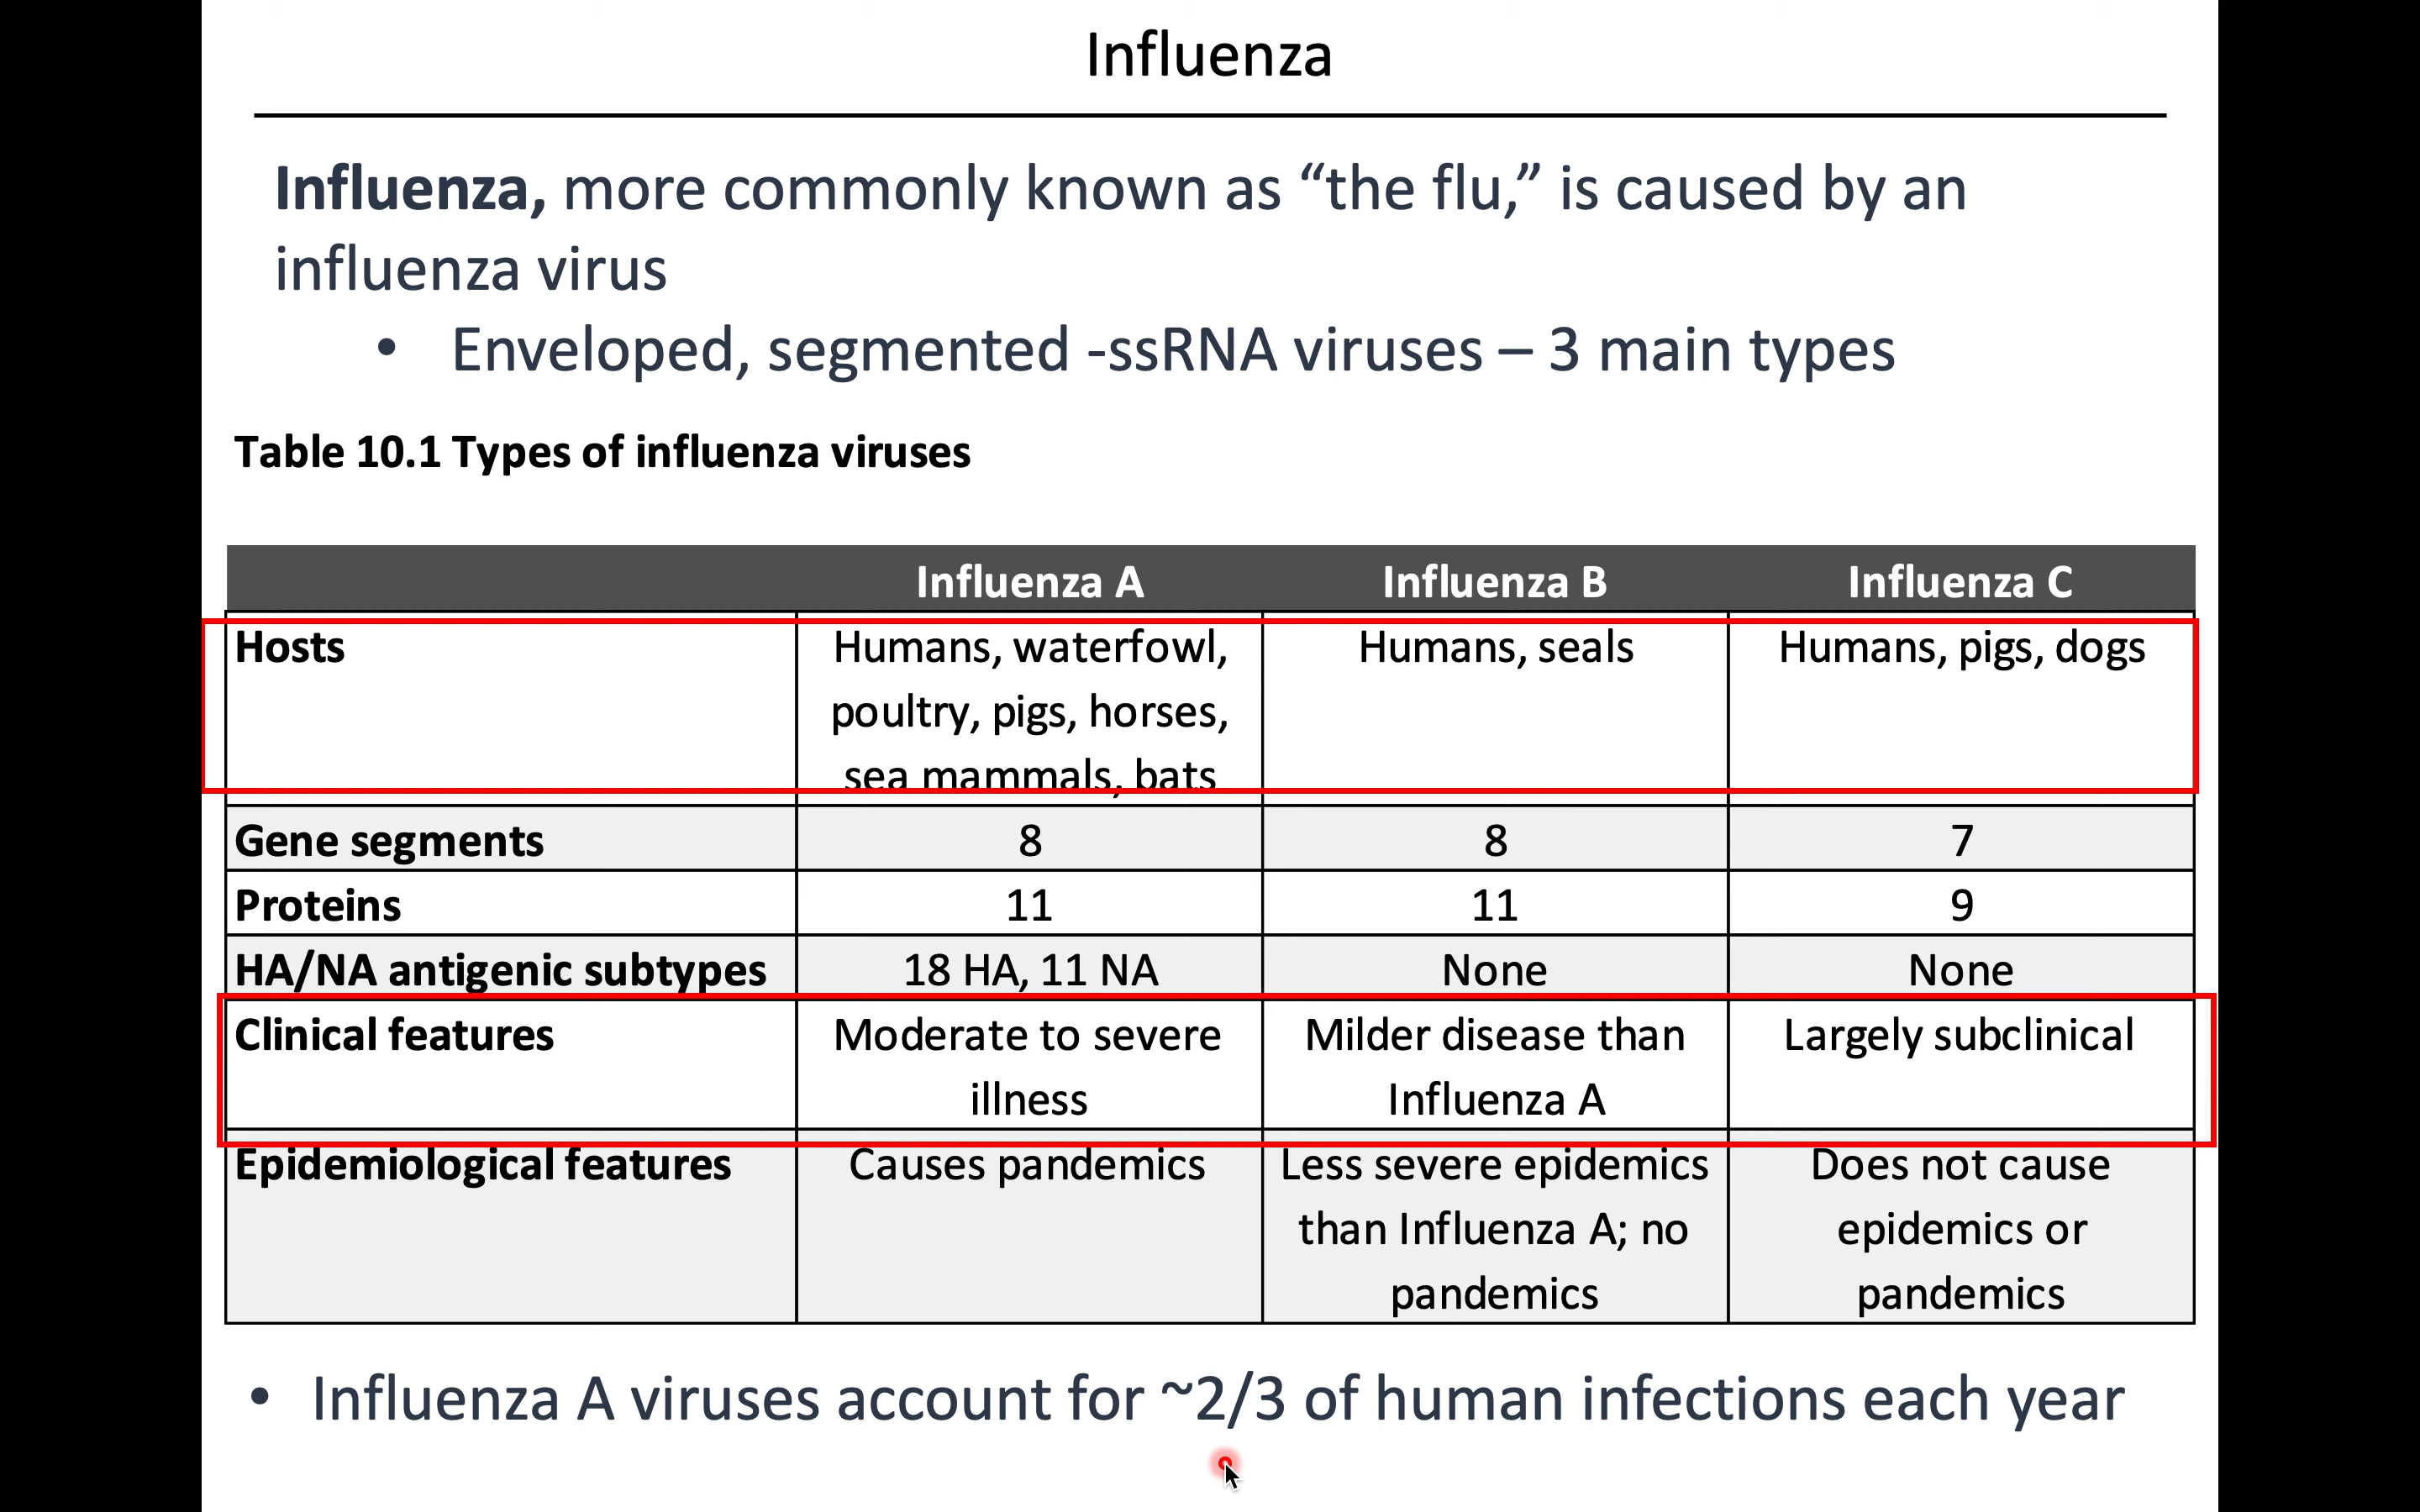 Influenza
Influenza, more commonly known as “the flu,” is caused by an
influenza virus
• Enveloped, segmented -ssRNA viruses – 3 main types
Table 10.1 Types of influenza viruses
Influenza A Influenza B Influenza C
Hosts Humans, waterfowl, Humans, seals Humans, pigs, dogs
poultry, pigs, horses,
sea mammals, bats
Gene segments 8 8 7
Proteins 11 11 9
HA/NA antigenic subtypes 18 HA, 11 NA None None
Clinical features Moderate to severe Milder disease than Largely subclinical
illness Influenza A
Epidemiological features Causes pandemics Less severe epidemics Does not cause
than Influenza A; no epidemics or
pandemics pandemics
• Influenza A viruses account for ~2/3 of human infections each year